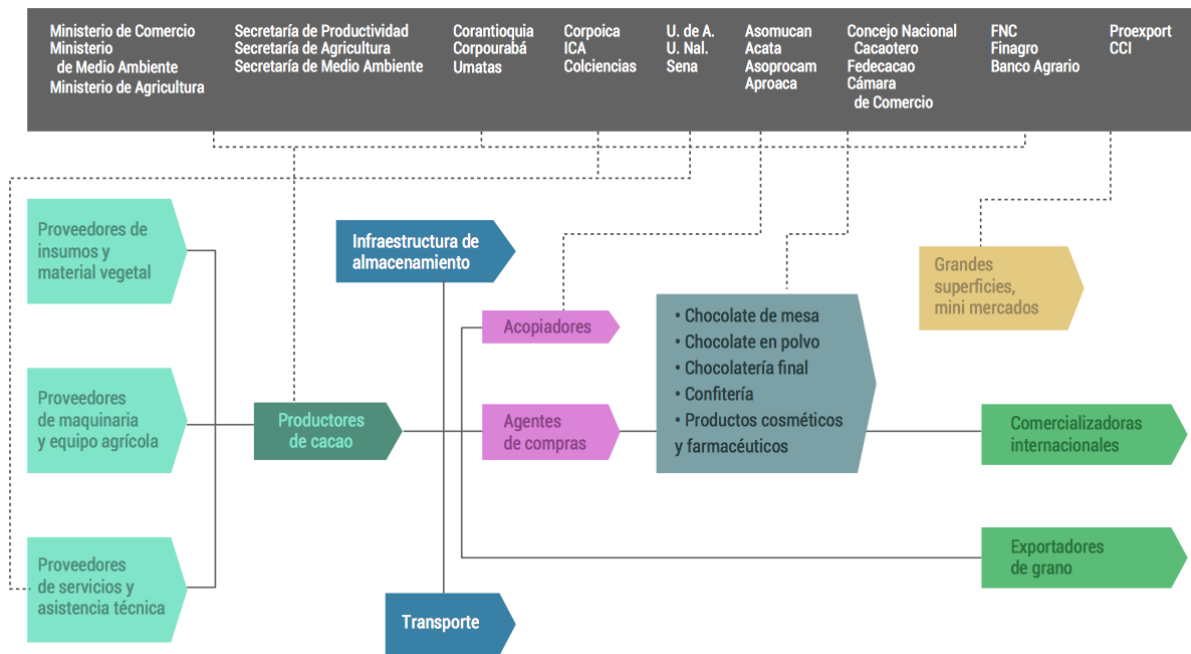 Ministerio de Comercio
Ministerio
de Medio Ambiente
Ministerio de Agricultura
Secretaría de Productividad
Secretaría de Agricultura
Secretaría de Medio Ambiente
Corantioquia
Corpourabá
Umatas
Corpoica
ICA
Colciencias
U. de A.
U. Nal.
Sena
Asomucan
Acata
Asoprocam
Aproaca
Concejo Nacional
Cacaotero
Fedecacao
Cámara
de Comercio
FNC
Finagro
Banco Agrario
Proexport
CCI
Proveedores de
insumos y
material vegetal
Proveedores
de maquinaria
y equipo agrícola
Proveedores
de servicios y
asistencia técnica
Productores
de cacao
Infraestructura de
almacenamiento
Transporte
Acopiadores
Agentes
de compras
• Chocolate de mesa
• Chocolate en polvo
• Chocolatería final
• Confitería
• Productos cosméticos
y farmacéuticos
Grandes
superficies,
mini mercados
Comercializadoras
internacionales
Exportadores
de grano